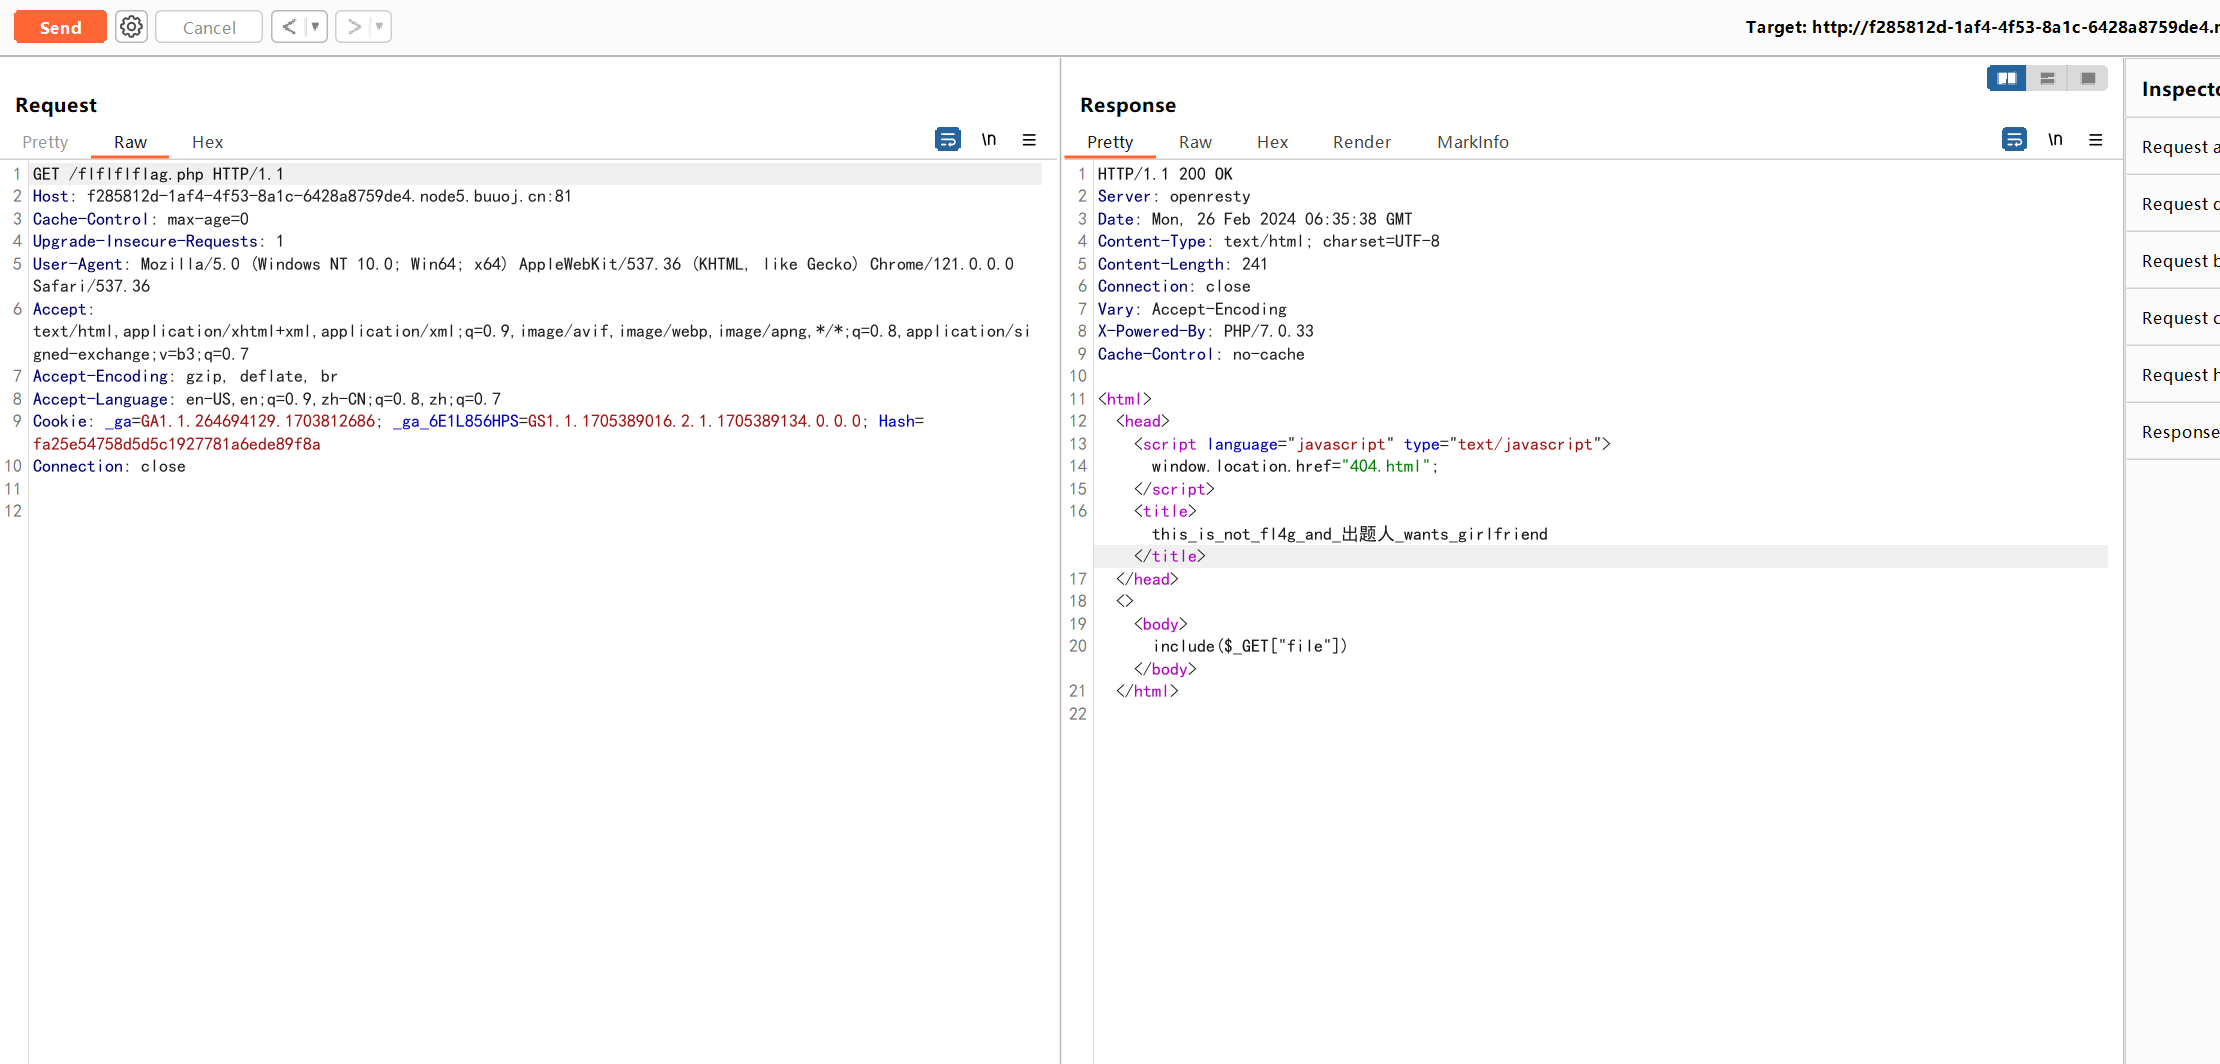 Send
Cancel
<
>
Target: http://f285812d-1af4-4f53-8a1c-6428a8759de4.n
Request
Pretty
Raw
Hex
\n
1 GET /flflflflag.php HTTP/1.1
2 Host: f285812d-1af4-4f53-8a1c-6428a8759de4.node5.buuoj.cn:81
3 Cache-Control: max-age=0
4 Upgrade-Insecure-Requests: 1
5 User-Agent: Mozilla/5.0 (Windows NT 10.0; Win64; x64) AppleWebKit/537.36 (KHTML, like Gecko) Chrome/121.0.0.0
Safari/537.36
6 Accept:
text/html,application/xhtml+xml,application/xml;q=0.9,image/avif,image/webp,image/apng,*/*;q=0.8,application/si
gned-exchange;v=b3;q=0.7
7 Accept-Encoding: gzip, deflate, br
8 Accept-Language: en-US,en;q=0.9,zh-CN;q=0.8,zh;q=0.7
9 Cookie: _ga=GA1.1.264694129.1703812686; _ga_6E1L856HPS=GS1.1.1705389016.2.1.1705389134.0.0.0; Hash=
fa25e54758d5d5c1927781a6ede89f8a
10 Connection: close
11
12
Response
Pretty
Raw
Hex
Render
MarkInfo
\n
1 HTTP/1.1 200 OK
2 Server: openresty
3 Date: Mon, 26 Feb 2024 06:35:38 GMT
4 Content-Type: text/html; charset=UTF-8
5 Content-Length: 241
6 Connection: close
7 Vary: Accept-Encoding
8 X-Powered-By: PHP/7.0.33
9 Cache-Control: no-cache
10
11 <html>
12 <head>
13 <script language="javascript" type="text/javascript">
14 window.location.href="404.html";
15 </script>
16 <title>
this_is_not_fl4g_and_出题人_wants_girlfriend
</title>
17 </head>
18 <>
19 <body>
20 include($_GET["file"])
</body>
21 </html>
22
Inspecto
Request a
Request q
Request b
Request c
Request h
Response